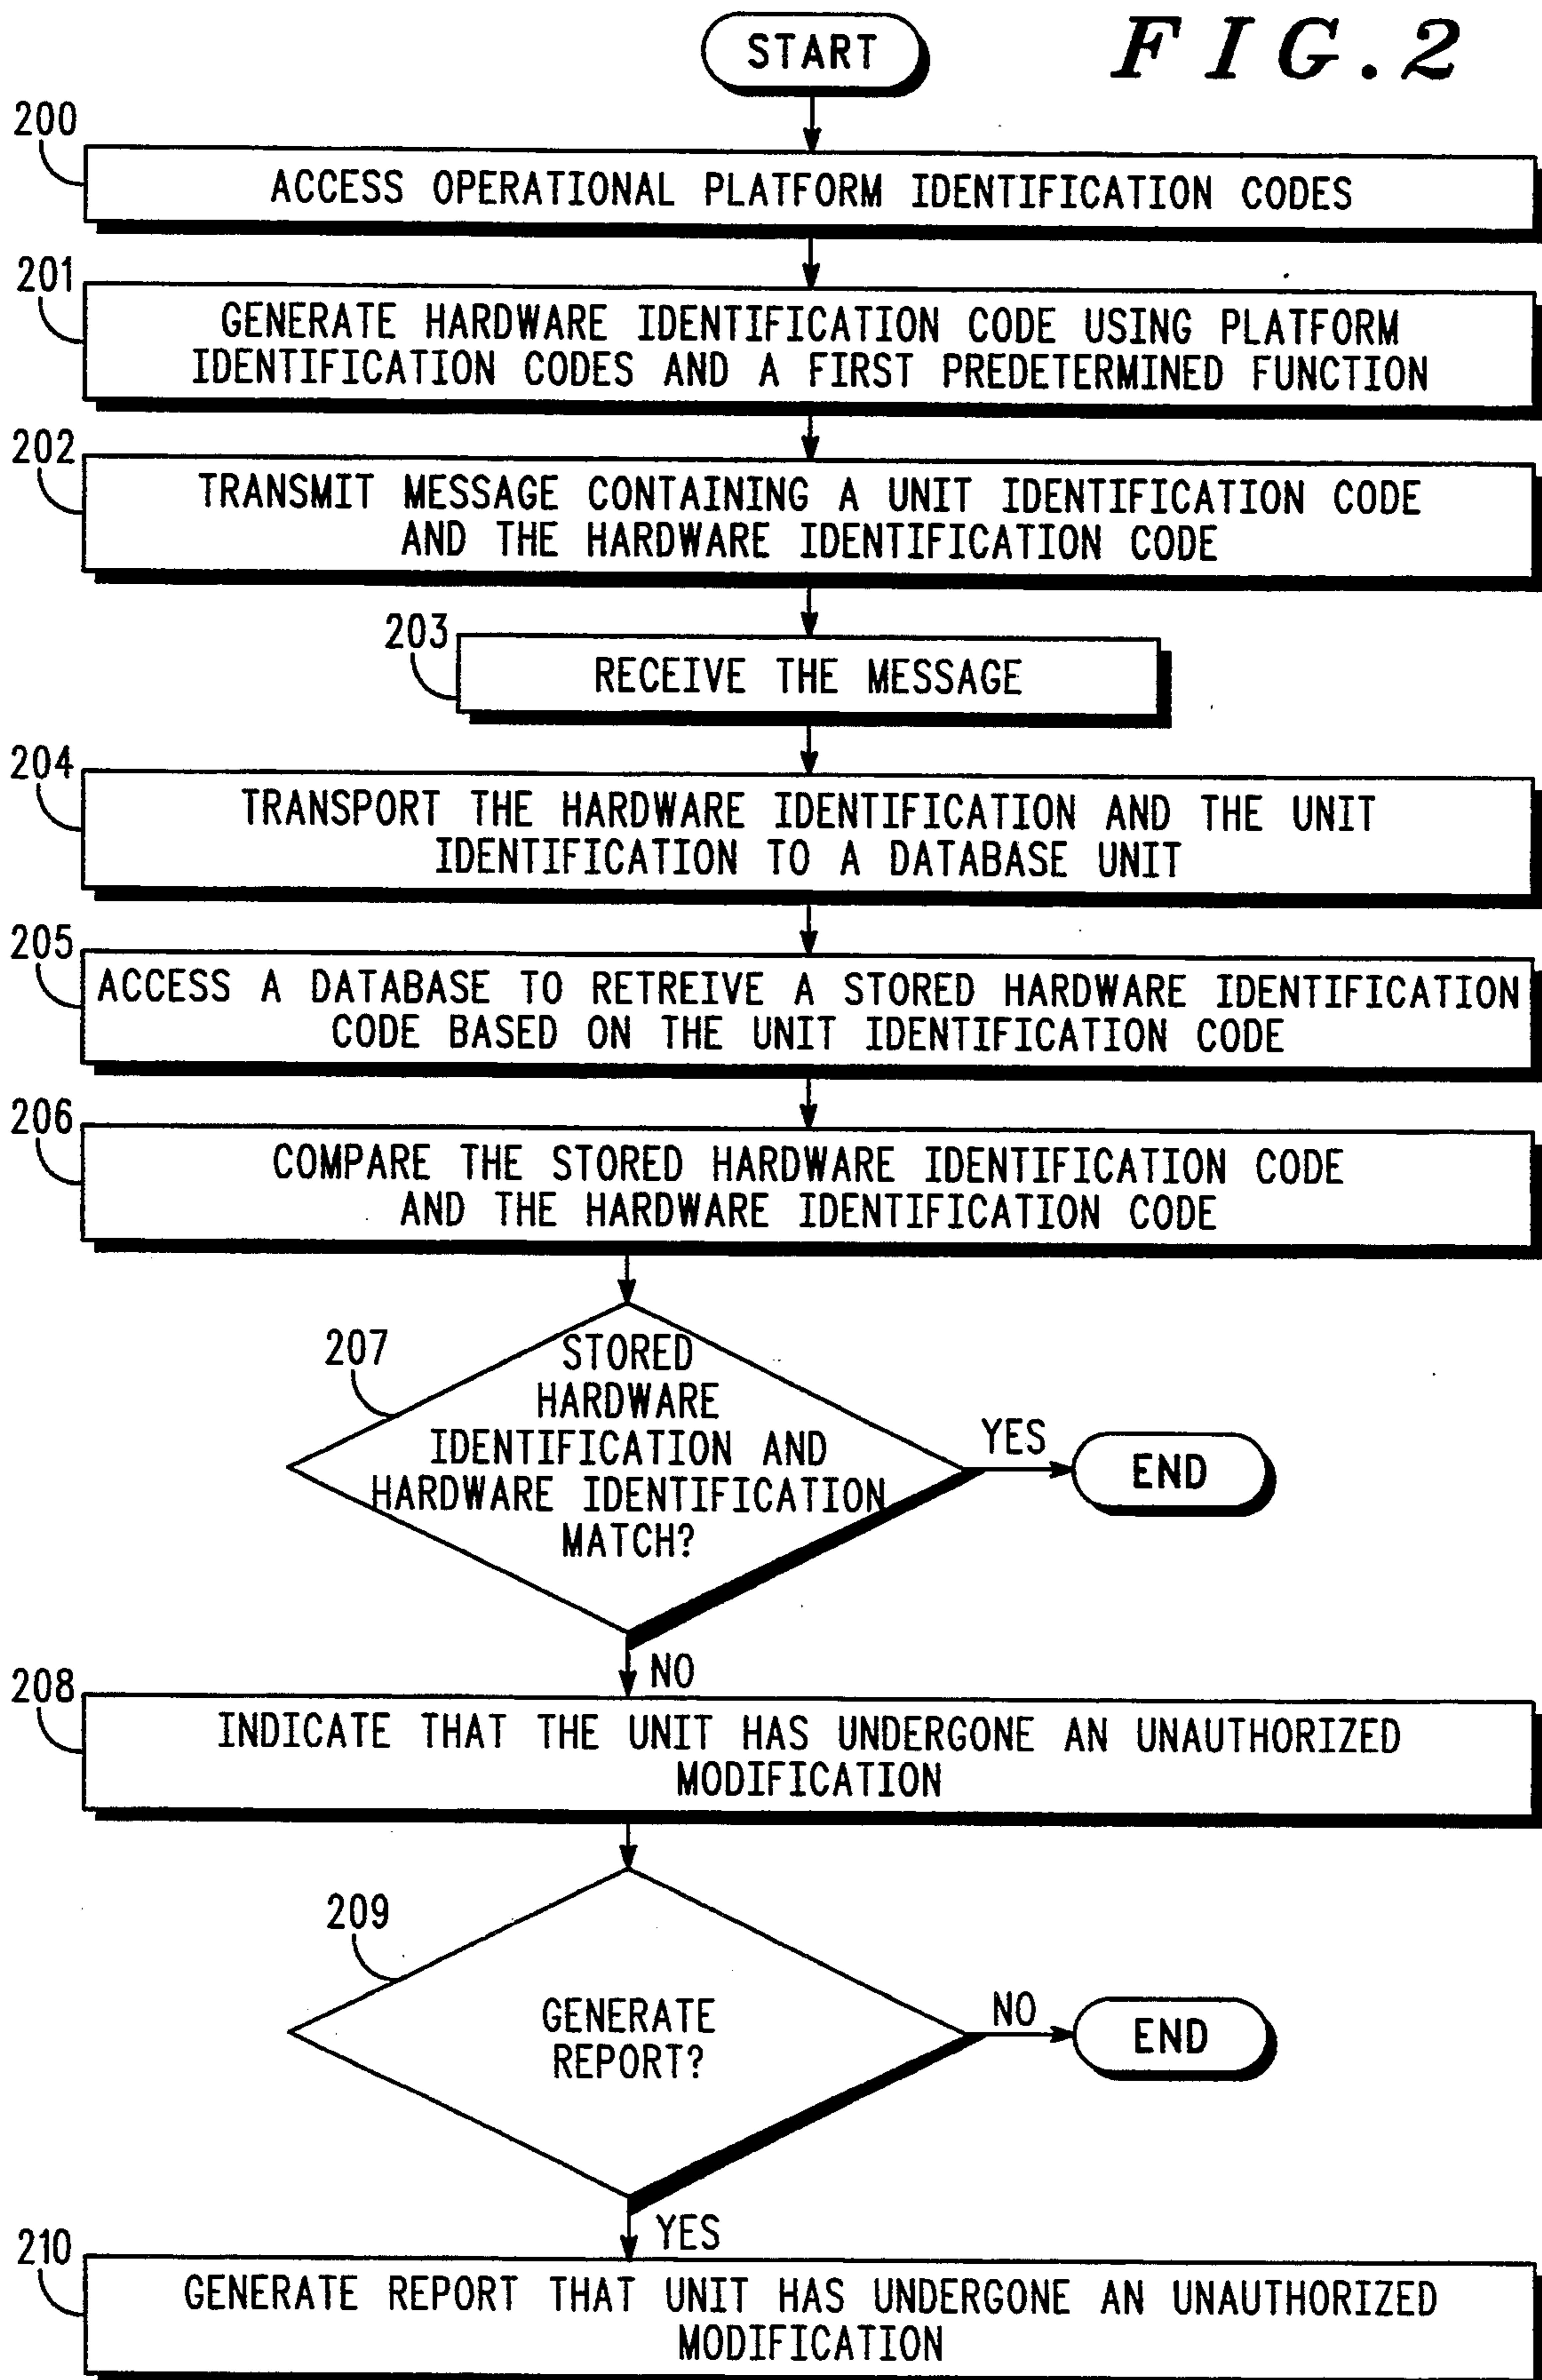 START
FIG.2
200
ACCESS OPERATIONAL PLATFORM IDENTIFICATION CODES
201
GENERATE HARDWARE IDENTIFICATION CODE USING PLATFORM
IDENTIFICATION CODES AND A FIRST PREDETERMINED FUNCTION
202
TRANSMIT MESSAGE CONTAINING A UNIT IDENTIFICATION CODE
AND THE HARDWARE IDENTIFICATION CODE
203
RECEIVE THE MESSAGE
204
TRANSPORT THE HARDWARE IDENTIFICATION AND THE UNIT
IDENTIFICATION TO A DATABASE UNIT
205
ACCESS A DATABASE TO RETREIVE A STORED HARDWARE IDENTIFICATION
CODE BASED ON THE UNIT IDENTIFICATION CODE
206
COMPARE THE STORED HARDWARE IDENTIFICATION CODE
AND THE HARDWARE IDENTIFICATION CODE
207
STORED
HARDWARE
IDENTIFICATION AND
HARDWARE IDENTIFICATION
MATCH?
YES
END
NO
208
INDICATE THAT THE UNIT HAS UNDERGONE AN UNAUTHORIZED
MODIFICATION
209
GENERATE
REPORT?
NO
END
YES
210
GENERATE REPORT THAT UNIT HAS UNDERGONE AN UNAUTHORIZED
MODIFICATION